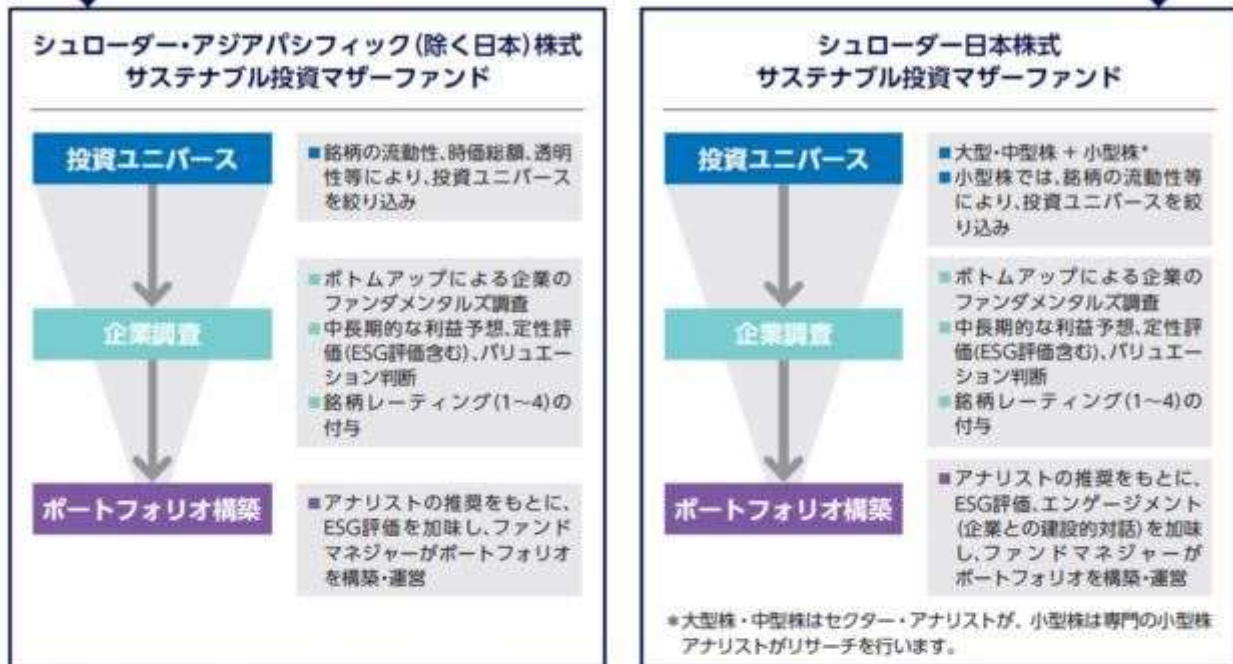 シュローダー・アジアパシフィック(除く日本)株式
サステナブル投資マザーファンド
投資ユニバース
■銘柄の流動性、時価総額、透明
性等により、投資ユニバース
を絞り込み
企業調査
■ボトムアップによる企業の
ファンダメンタルズ調査
■中長期的な利益予想、定性評
価(ESG評価含む)、バリュエー
ション判断
■銘柄レーティング(1〜4)の
付与
ポートフォリオ構築
■アナリストの推奨をもとに、
ESG評価を加味し、ファンド
マネジャーがポートフォリオ
を構築・運営
シュローダー日本株式
サステナブル投資マザーファンド
投資ユニバース
■大型・中型株 + 小型株*
■小型株では、銘柄の流動性等
により、投資ユニバースを絞
り込み
企業調査
■ボトムアップによる企業の
ファンダメンタルズ調査
■中長期的な利益予想、定性評
価(ESG評価含む)、バリュエー
ション判断
■銘柄レーティング(1〜4)の
付与
ポートフォリオ構築
■アナリストの推奨をもとに、
ESG評価、エンゲージメント
(企業との建設的対話)を加味
し、ファンドマネジャーが
ポートフォリオを構築・運営
*大型株・中型株はセクター・アナリストが、小型株は専門の小型株
アナリストがリサーチを行います。